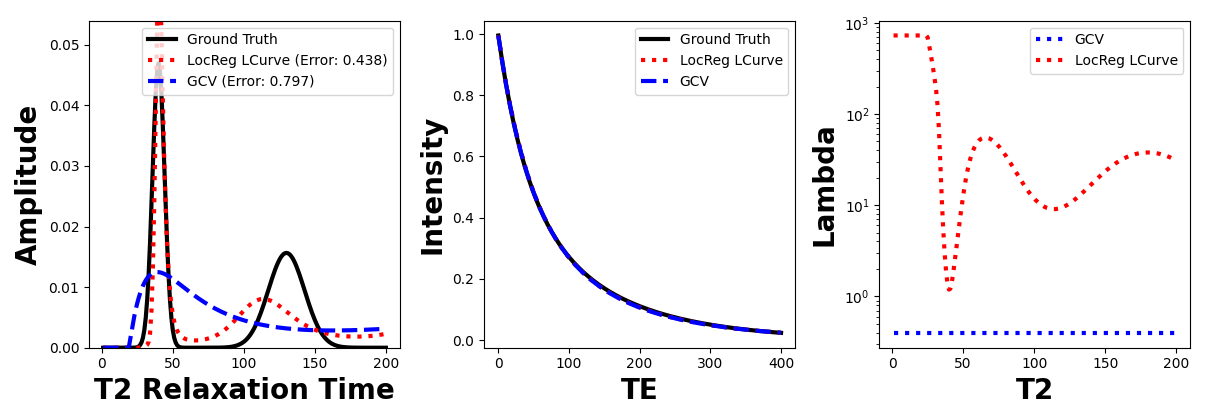 Amplitude
0.05
0.04
0.03
0.02
0.01
0.00
Ground Truth
LocReg LCurve (Error: 0.438)
GCV (Error: 0.797)
0 50 100 150 200
T2 Relaxation Time
Intensity
1.0
0.8
0.6
0.4
0.2
0.0
Ground Truth
LocReg LCurve
GCV
0 100 200 300 400
TE
Lambda
10³
10²
10¹
10⁰
GCV
LocReg LCurve
0 50 100 150 200
T2